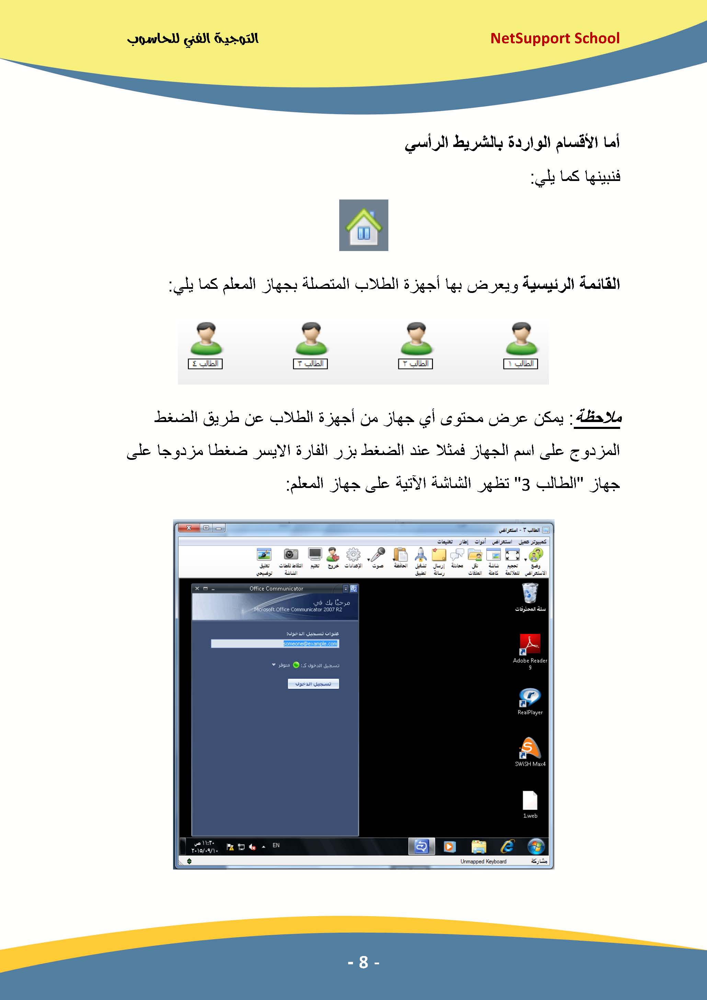 NetSupport School
التوجية الفني للحاسوب
أما الأقسام الواردة بالشريط الرأسي
فنبينها كما يلي:
القائمة الرئيسية ويعرض بها أجهزة الطلاب المتصلة بجهاز المعلم كما يلي:
الطالب ١
الطالب ٢
الطالب ٣
الطالب ٤
ملاحظة: يمكن عرض محتوى أي جهاز من أجهزة الطلاب عن طريق الضغط
المزدوج على اسم الجهاز فمثلا عند الضغط بزر الفارة الايسر ضغطا مزدوجا على
جهاز "الطالب 3" تظهر الشاشة الآتية على جهاز المعلم:
الطالب ٣ - استعراض
كمبيوتر عميل استعراض أدوات إطار تعليمات
وضع الاستعراض
تحجيم للملائمة
شاشة كاملة
نقل الملفات
محادثة
إرسال رسالة
تشغيل تطبيق
الحافظة
صوت
الإعدادات
خروج
تعتيم
التقاط لقطات الشاشة
تعليق توضيحي
Office Communicator
مرحبًا بك في
Microsoft Office Communicator 2007 R2
عنوان تسجيل الدخول:
someone@example.com
تسجيل الدخول كـ: متوفر
تسجيل الدخول
سلة المحذوفات
Adobe Reader
9
RealPlayer
SWiSH Max4
1.web
EN
١١:٣٠ ص
٢٠١٥/٠٩/١٠
مشاركة
Unmapped Keyboard
- 8 -